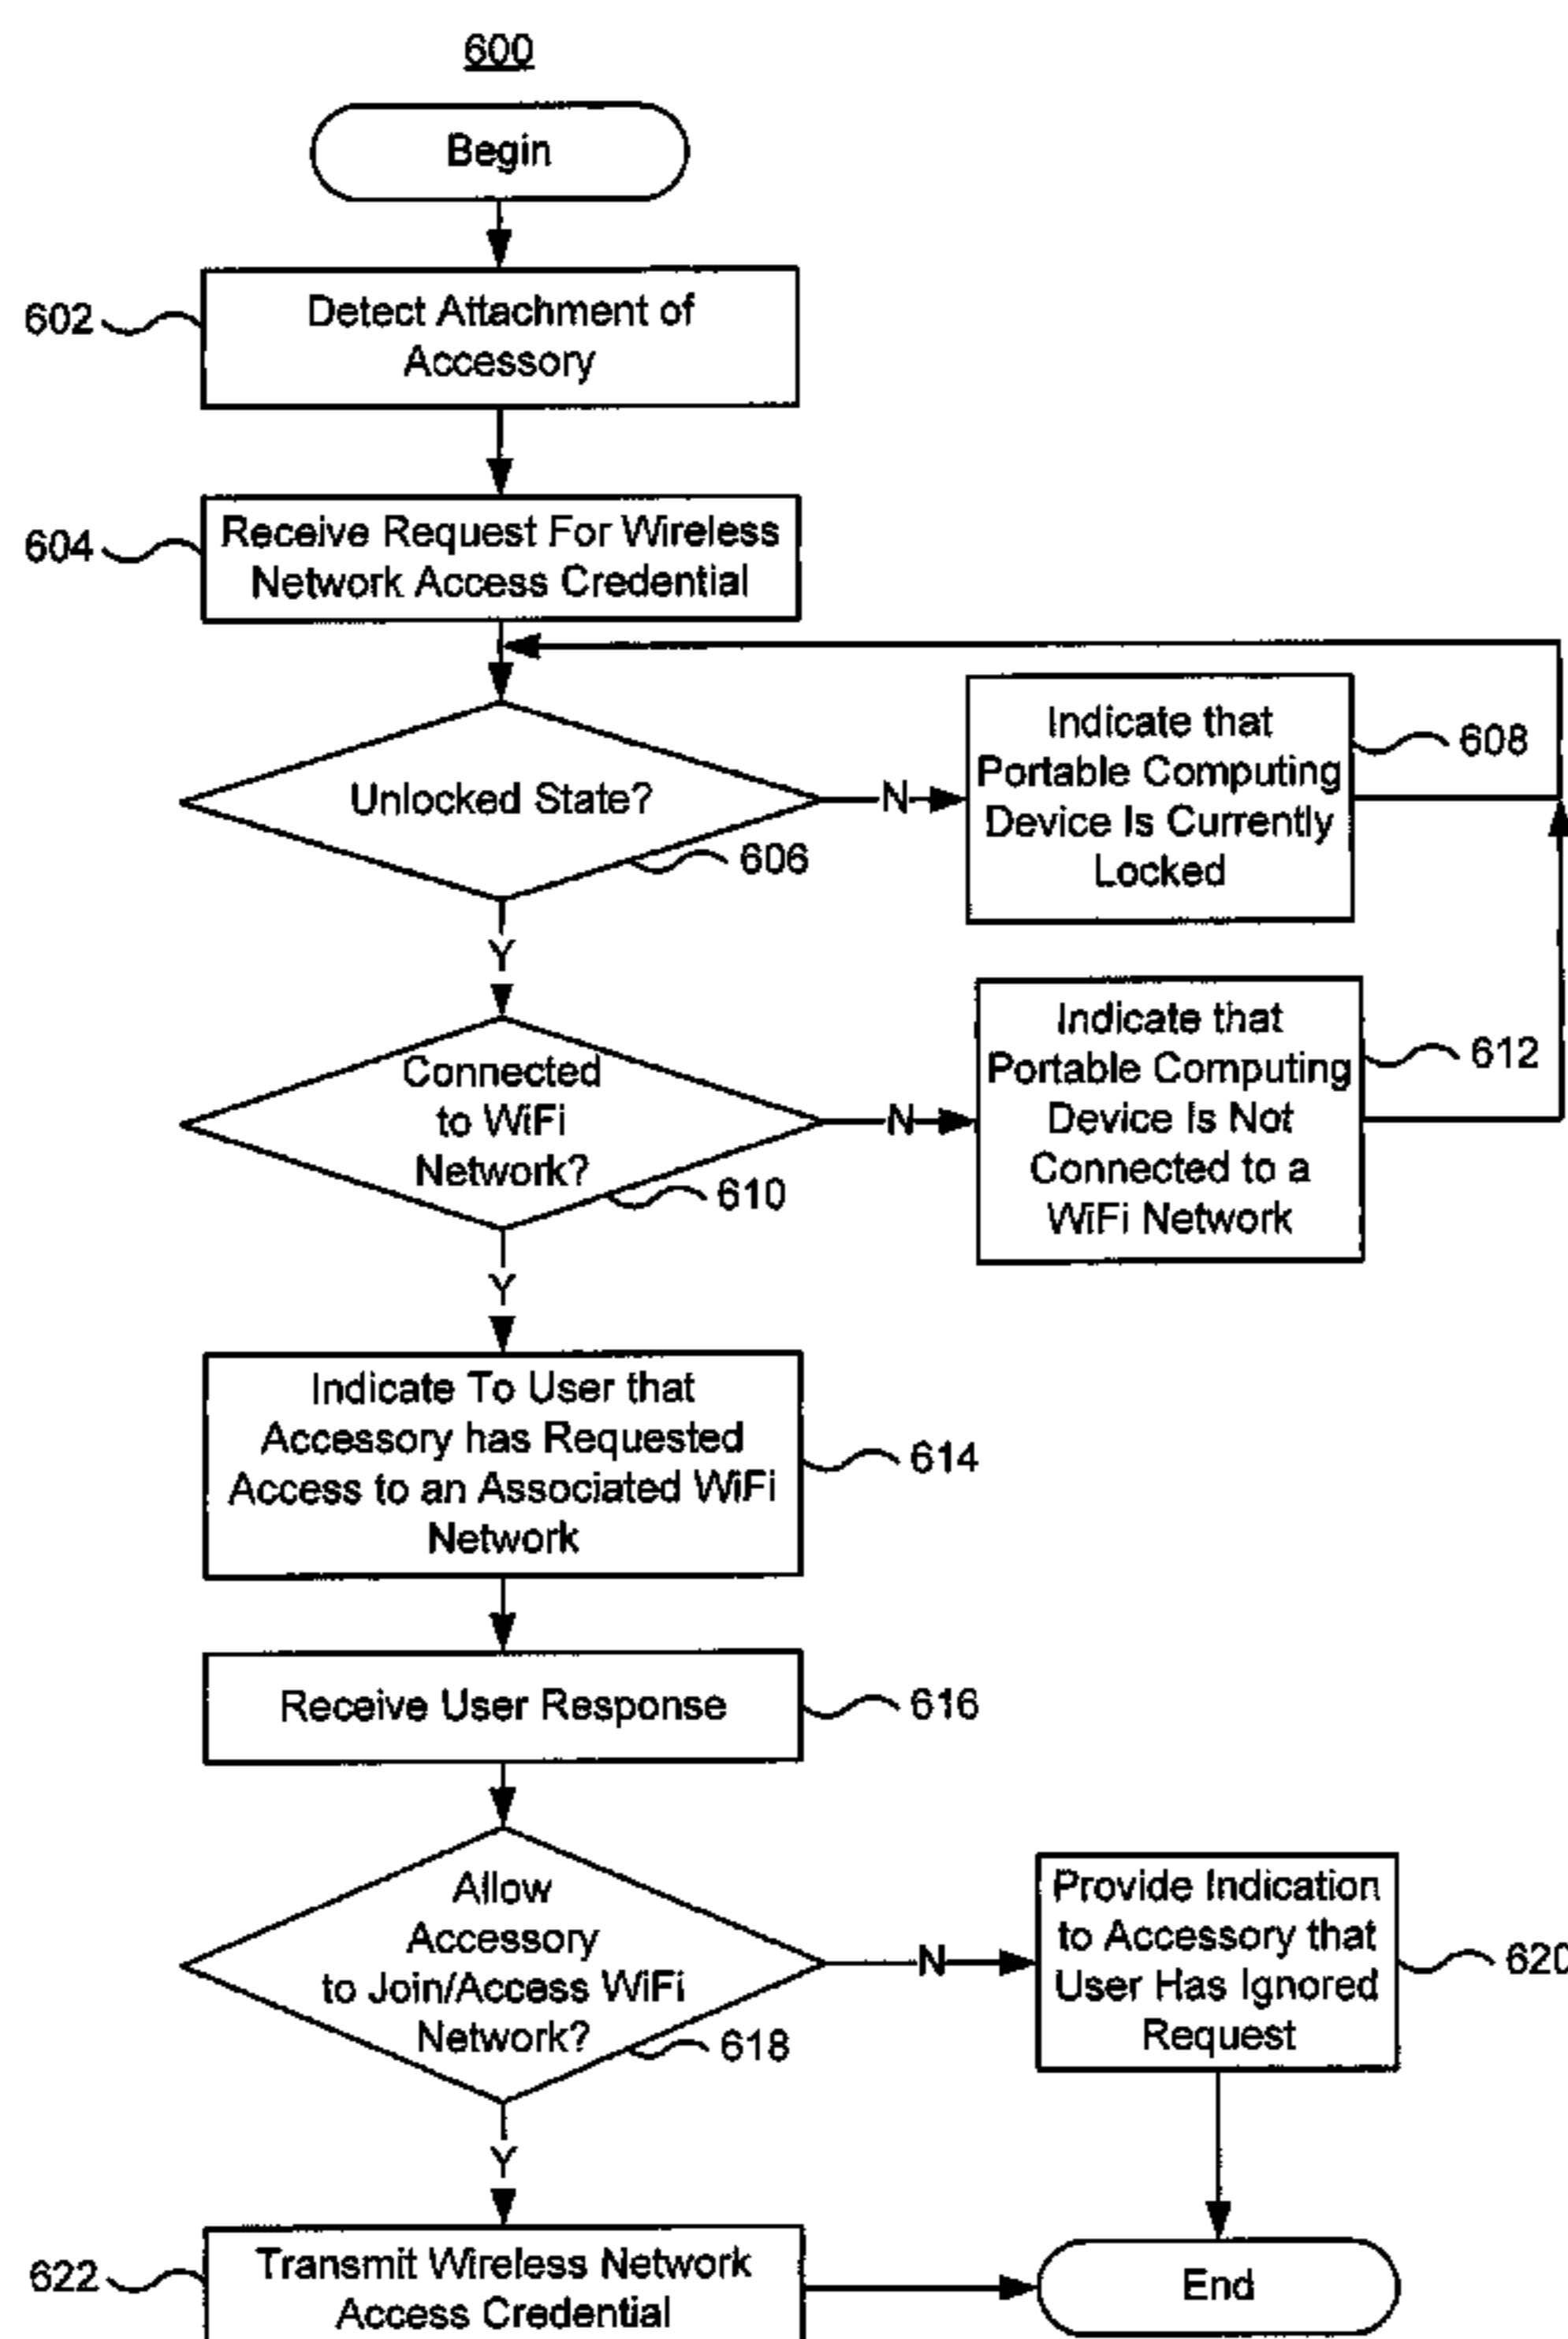 600
Begin
602
Detect Attachment of
Accessory
604
Receive Request For Wireless
Network Access Credential
Unlocked State?
606
N
Indicate that
Portable Computing
Device Is Currently
Locked
608
Y
Connected
to WiFi
Network?
610
N
Indicate that
Portable Computing
Device Is Not
Connected to a
WiFi Network
612
Y
Indicate To User that
Accessory has Requested
Access to an Associated WiFi
Network
614
Receive User Response
616
Allow
Accessory
to Join/Access WiFi
Network?
618
N
Provide Indication
to Accessory that
User Has Ignored
Request
620
Y
622
Transmit Wireless Network
Access Credential
End